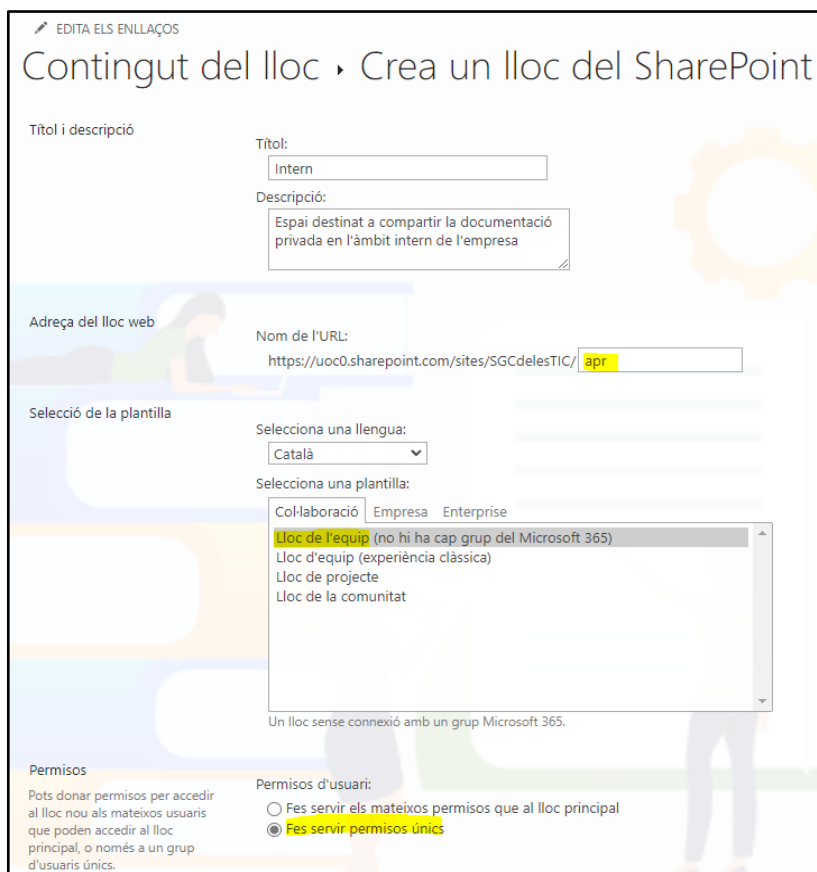 EDITA ELS ENLLAÇOS
Contingut del lloc ▸ Crea un lloc del SharePoint
Títol i descripció
Títol:
Intern
Descripció:
Espai destinat a compartir la documentació
privada en l'àmbit intern de l'empresa
Adreça del lloc web
Nom de l'URL:
https://uoc0.sharepoint.com/sites/SGCdelesTIC/ apr
Selecció de la plantilla
Selecciona una llengua:
Català
Selecciona una plantilla:
Col·laboració Empresa Enterprise
Lloc de l'equip (no hi ha cap grup del Microsoft 365)
Lloc d'equip (experiència clàssica)
Lloc de projecte
Lloc de la comunitat
Un lloc sense connexió amb un grup Microsoft 365.
Permisos
Pots donar permisos per accedir
al lloc nou als mateixos usuaris
que poden accedir al lloc
principal, o només a un grup
d'usuaris únics.
Permisos d'usuari:
Fes servir els mateixos permisos que al lloc principal
Fes servir permisos únics